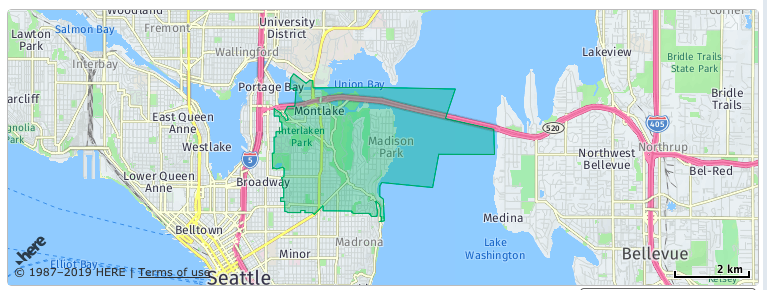 Woodland
Corner
Lawton
Park
Salmon Bay
Fremont
University
District
Wallingford
Interbay
Lakeview
Bridle Trails
State Park
Portage Bay
Union Bay
Bridle
Trails
arcliff
East Queen
Anne
Montlake
520
405
gnolia
Park
Interlaken
Park
Westlake
Madison
Park
5
Northwest
Bellevue
Northrup
Lower Queen
Anne
Broadway
Bel-Red
Medina
Belltown
Madrona
Lake
Washington
Minor
Bellevue
here
Elliott Bay
© 1987–2019 HERE | Terms of use
Seattle
2 km
Kelsey